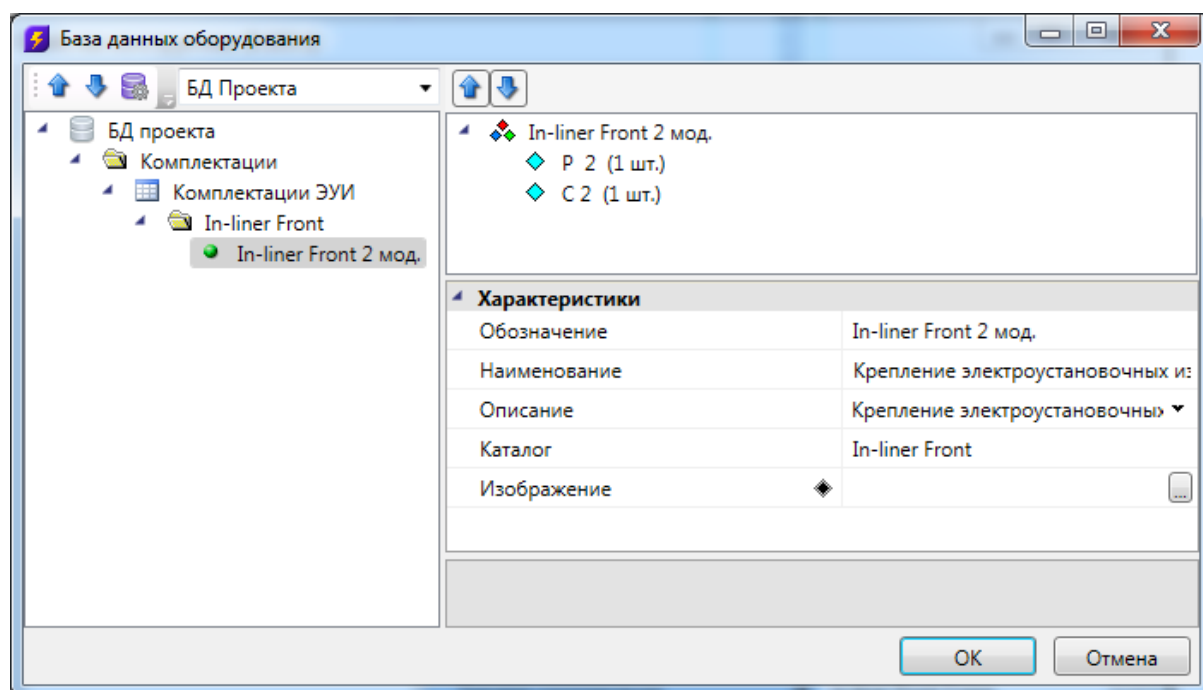 База данных оборудования
БД Проекта
БД проекта
Комплектации
Комплектации ЭУИ
In-liner Front
In-liner Front 2 мод.
In-liner Front 2 мод.
P 2 (1 шт.)
C 2 (1 шт.)
Характеристики
Обозначение In-liner Front 2 мод.
Наименование Крепление электроустановочных из
Описание Крепление электроустановочных
Каталог In-liner Front
Изображение ...
OK Отмена